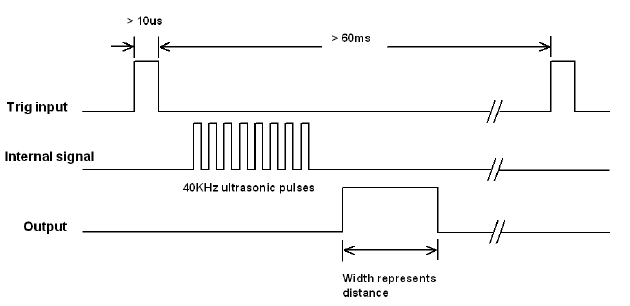 > 10us
> 60ms
Trig input
Internal signal
40KHz ultrasonic pulses
Output
Width represents
distance